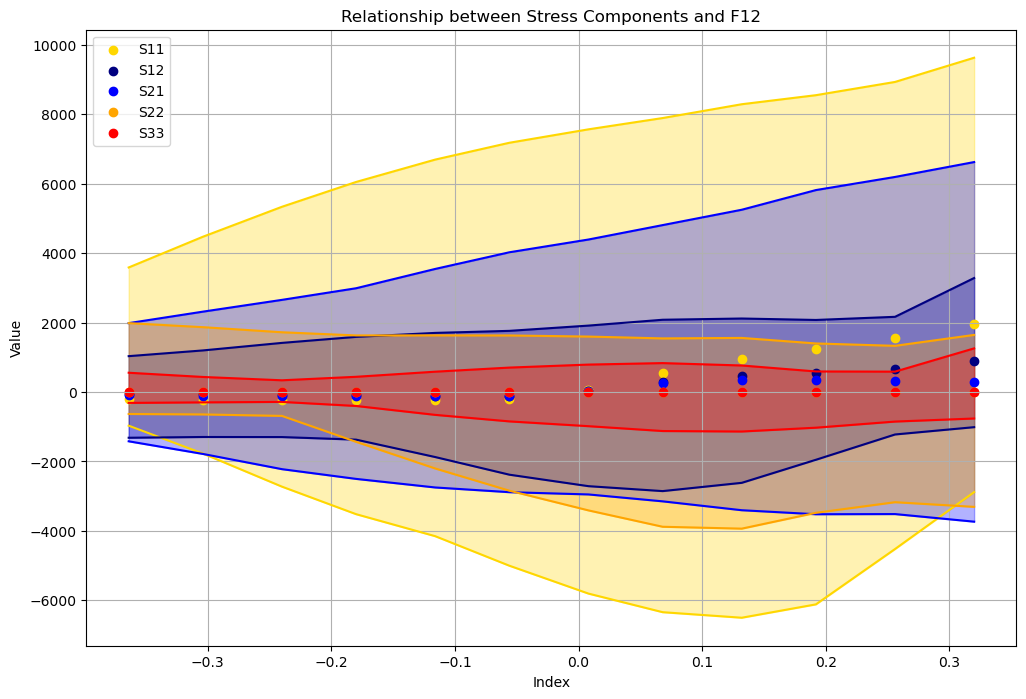 Relationship between Stress Components and F12
10000
8000
6000
4000
2000
0
−2000
−4000
−6000
Value
S11
S12
S21
S22
S33
−0.3
−0.2
−0.1
0.0
0.1
0.2
0.3
Index